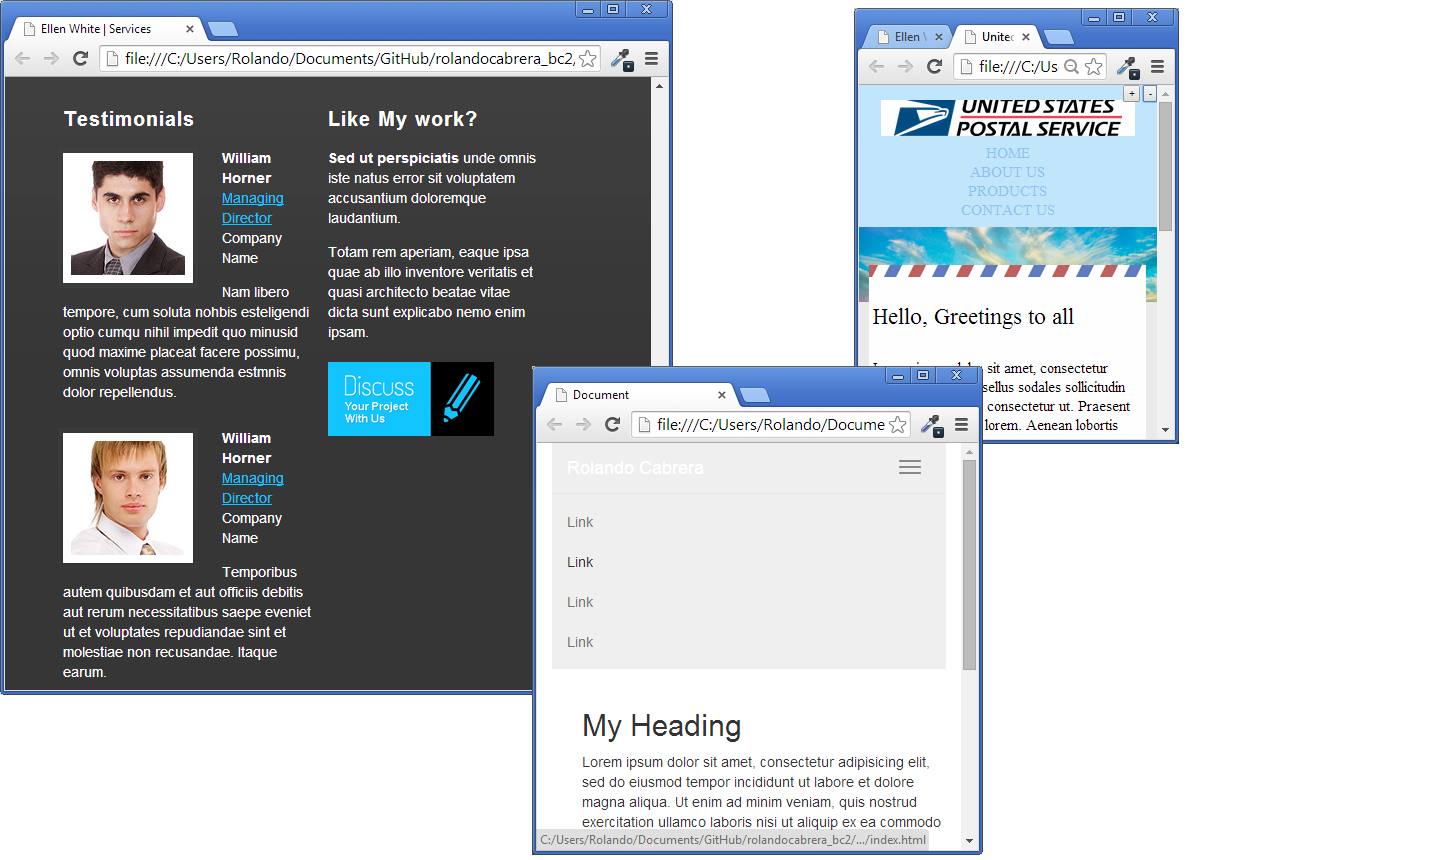 Ellen White | Services
file:///C:/Users/Rolando/Documents/GitHub/rolandocabrera_bc2/
Testimonials
William
Horner
Managing
Director
Company
Name
Nam libero
tempore, cum soluta nohbis esteligendi
optio cumqu nihil impedit quo minusid
quod maxime placeat facere possimu,
omnis voluptas assumenda estmnis
dolor repellendus.
William
Horner
Managing
Director
Company
Name
Temporibus
autem quibusdam et aut officiis debitis
aut rerum necessitatibus saepe eveniet
ut et voluptates repudiandae sint et
molestiae non recusandae. Itaque
earum.
Like My work?
Sed ut perspiciatis unde omnis
iste natus error sit voluptatem
accusantium doloremque
laudantium.
Totam rem aperiam, eaque ipsa
quae ab illo inventore veritatis et
quasi architecto beatae vitae
dicta sunt explicabo nemo enim
ipsam.
Discuss
Your Project
With Us
Document
file:///C:/Users/Rolando/Docume
Rolando Cabrera
Link
Link
Link
Link
My Heading
Lorem ipsum dolor sit amet, consectetur adipisicing elit,
sed do eiusmod tempor incididunt ut labore et dolore
magna aliqua. Ut enim ad minim veniam, quis nostrud
exercitation ullamco laboris nisi ut aliquip ex ea commodo
C:/Users/Rolando/Documents/GitHub/rolandocabrera_bc2/.../index.html
Ellen
United
file:///C:/Us
+ -
UNITED STATES
POSTAL SERVICE
HOME
ABOUT US
PRODUCTS
CONTACT US
Hello, Greetings to all
sit amet, consectetur
sellus sodales sollicitudin
consectetur ut. Praesent
lorem. Aenean lobortis